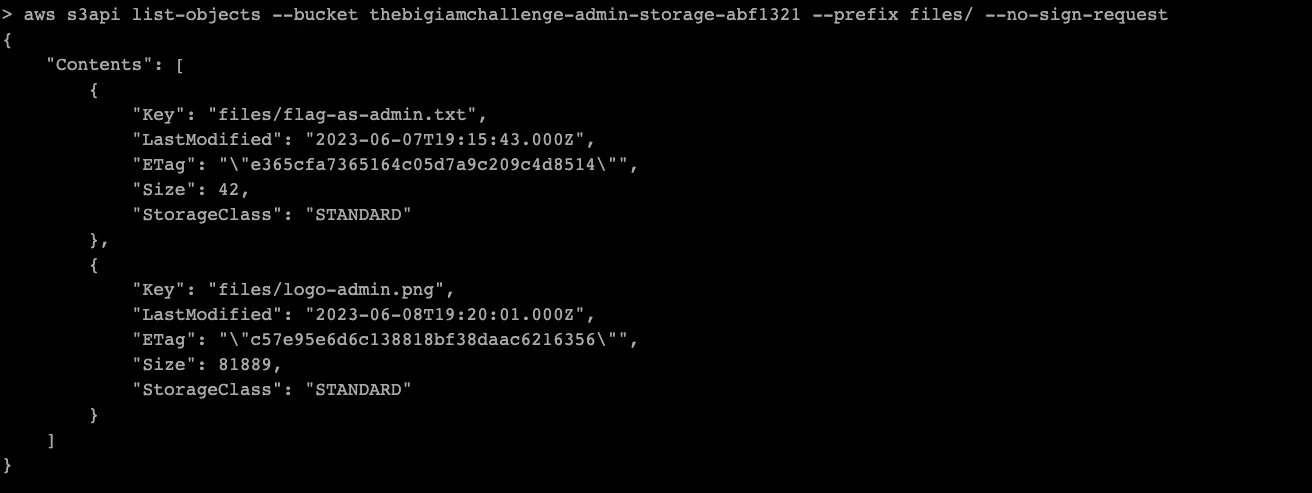 > aws s3api list-objects --bucket thebigiamchallenge-admin-storage-abf1321 --prefix files/ --no-sign-request
{
    "Contents": [
        {
            "Key": "files/flag-as-admin.txt",
            "LastModified": "2023-06-07T19:15:43.000Z",
            "ETag": "\"e365cfa7365164c05d7a9c209c4d8514\"",
            "Size": 42,
            "StorageClass": "STANDARD"
        },
        {
            "Key": "files/logo-admin.png",
            "LastModified": "2023-06-08T19:20:01.000Z",
            "ETag": "\"c57e95e6d6c138818bf38daac6216356\"",
            "Size": 81889,
            "StorageClass": "STANDARD"
        }
    ]
}